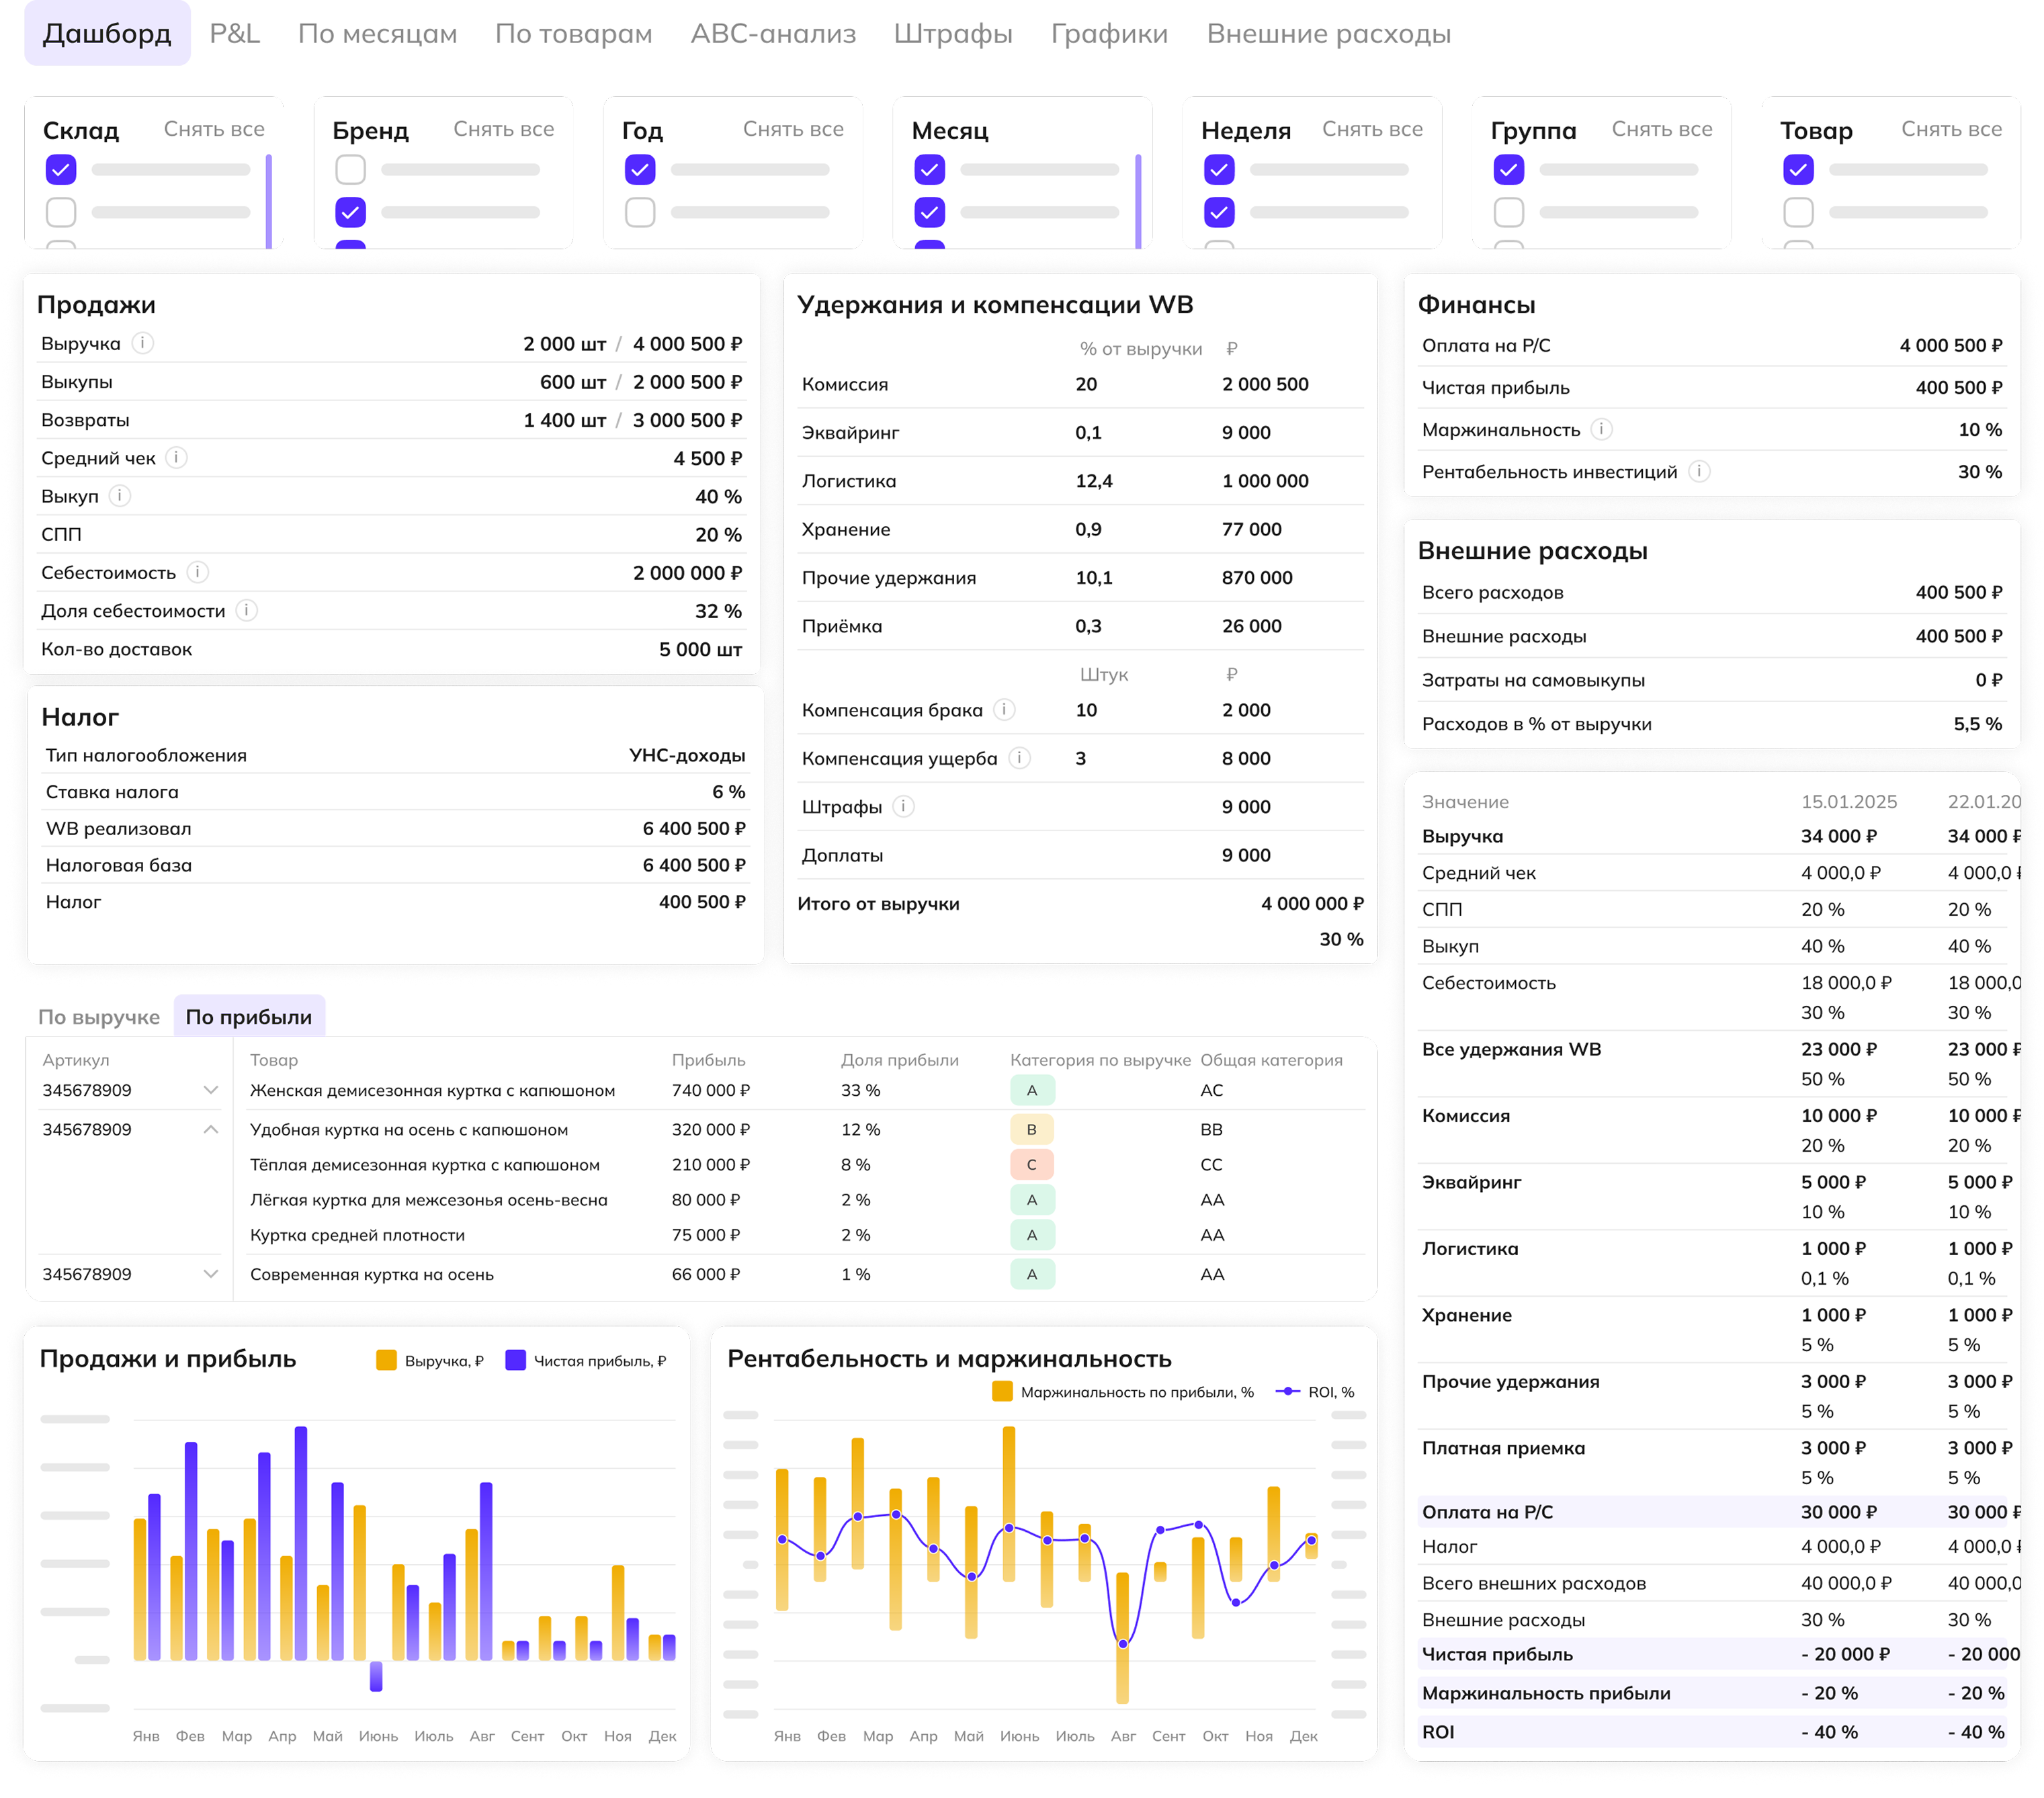 Дашборд P&L По месяцам По товарам ABC-анализ Штрафы Графики Внешние расходы
Склад Снять все
Бренд Снять все
Год Снять все
Месяц
Неделя Снять все
Группа Снять все
Товар Снять все
Продажи
Выручка i 2 000 шт / 4 000 500 ₽
Выкупы 600 шт / 2 000 500 ₽
Возвраты 1 400 шт / 3 000 500 ₽
Средний чек i 4 500 ₽
Выкуп i 40 %
СПП 20 %
Себестоимость i 2 000 000 ₽
Доля себестоимости i 32 %
Кол-во доставок 5 000 шт
Налог
Тип налогообложения УНС-доходы
Ставка налога 6 %
WB реализовал 6 400 500 ₽
Налоговая база 6 400 500 ₽
Налог 400 500 ₽
Удержания и компенсации WB
% от выручки ₽
Комиссия 20 2 000 500
Эквайринг 0,1 9 000
Логистика 12,4 1 000 000
Хранение 0,9 77 000
Прочие удержания 10,1 870 000
Приёмка 0,3 26 000
Штук ₽
Компенсация брака i 10 2 000
Компенсация ущерба i 3 8 000
Штрафы i 9 000
Доплаты 9 000
Итого от выручки 4 000 000 ₽
30 %
Финансы
Оплата на Р/С 4 000 500 ₽
Чистая прибыль 400 500 ₽
Маржинальность i 10 %
Рентабельность инвестиций i 30 %
Внешние расходы
Всего расходов 400 500 ₽
Внешние расходы 400 500 ₽
Затраты на самовыкупы 0 ₽
Расходов в % от выручки 5,5 %
Значение 15.01.2025 22.01.20
Выручка 34 000 ₽ 34 000 ₽
Средний чек 4 000,0 ₽ 4 000,0 ₽
СПП 20 % 20 %
Выкуп 40 % 40 %
Себестоимость 18 000,0 ₽ 18 000,0
30 % 30 %
Все удержания WB 23 000 ₽ 23 000 ₽
50 % 50 %
Комиссия 10 000 ₽ 10 000 ₽
20 % 20 %
Эквайринг 5 000 ₽ 5 000 ₽
10 % 10 %
Логистика 1 000 ₽ 1 000 ₽
0,1 % 0,1 %
Хранение 1 000 ₽ 1 000 ₽
5 % 5 %
Прочие удержания 3 000 ₽ 3 000 ₽
5 % 5 %
Платная приемка 3 000 ₽ 3 000 ₽
5 % 5 %
Оплата на Р/С 30 000 ₽ 30 000 ₽
Налог 4 000,0 ₽ 4 000,0 ₽
Всего внешних расходов 40 000,0 ₽ 40 000,0
Внешние расходы 30 % 30 %
Чистая прибыль - 20 000 ₽ - 20 000
Маржинальность прибыли - 20 % - 20 %
ROI - 40 % - 40 %
По выручке По прибыли
Артикул Товар Прибыль Доля прибыли Категория по выручке Общая категория
345678909 Женская демисезонная куртка с капюшоном 740 000 ₽ 33 % A AC
345678909 Удобная куртка на осень с капюшоном 320 000 ₽ 12 % B BB
Тёплая демисезонная куртка с капюшоном 210 000 ₽ 8 % C CC
Лёгкая куртка для межсезонья осень-весна 80 000 ₽ 2 % A AA
Куртка средней плотности 75 000 ₽ 2 % A AA
345678909 Современная куртка на осень 66 000 ₽ 1 % A AA
Продажи и прибыль Выручка, ₽ Чистая прибыль, ₽
Янв Фев Мар Апр Май Июнь Июль Авг Сент Окт Ноя Дек
Рентабельность и маржинальность
Маржинальность по прибыли, % ROI, %
Янв Фев Мар Апр Май Июнь Июль Авг Сент Окт Ноя Дек